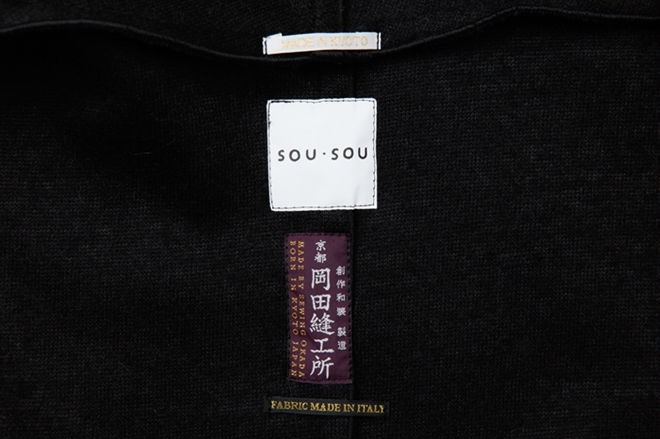 MADE IN KYOTO
SOU・SOU
創作和装 製造
京都 岡田縫工所
MADE BY SEWING OKADA
BORN IN KYOTO JAPAN
FABRIC MADE IN ITALY